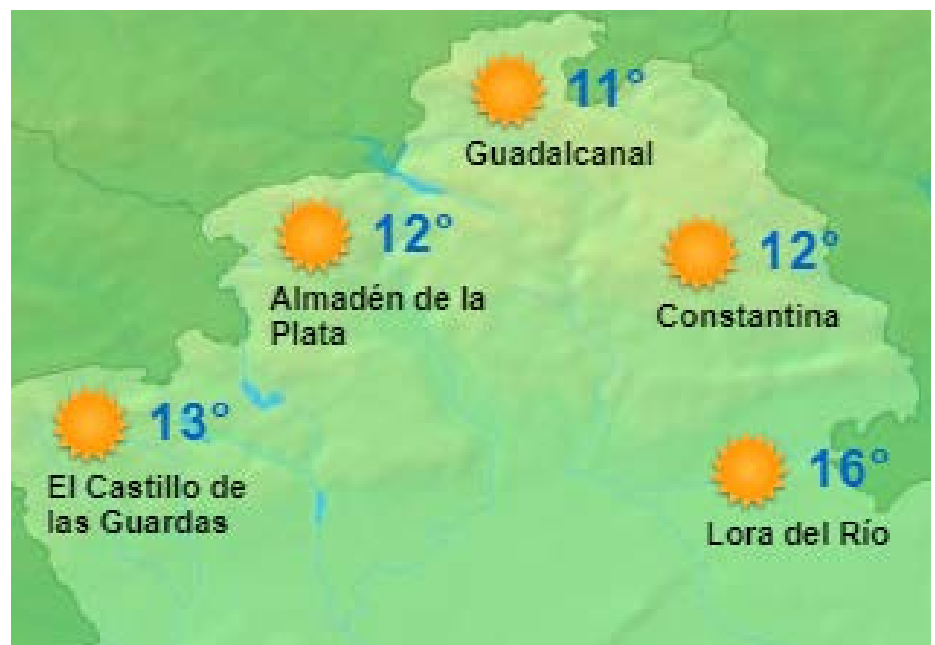 11°
Guadalcanal
12°
Almadén de la
Plata
12°
Constantina
13°
El Castillo de
las Guardas
16°
Lora del Río